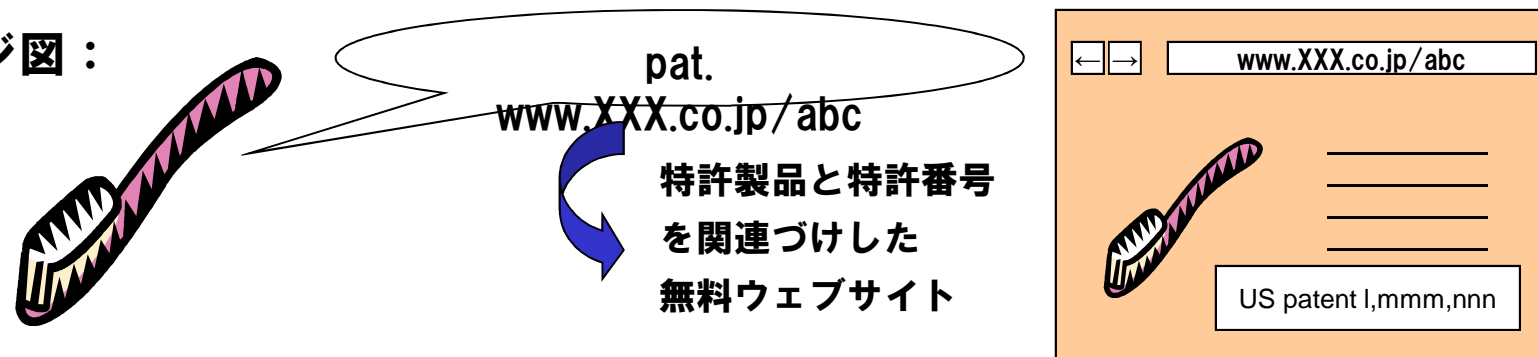 ジ図：
pat.
www.XXX.co.jp/abc
特許製品と特許番号
を関連づけした
無料ウェブサイト
←→ www.XXX.co.jp/abc
US patent l,mmm,nnn